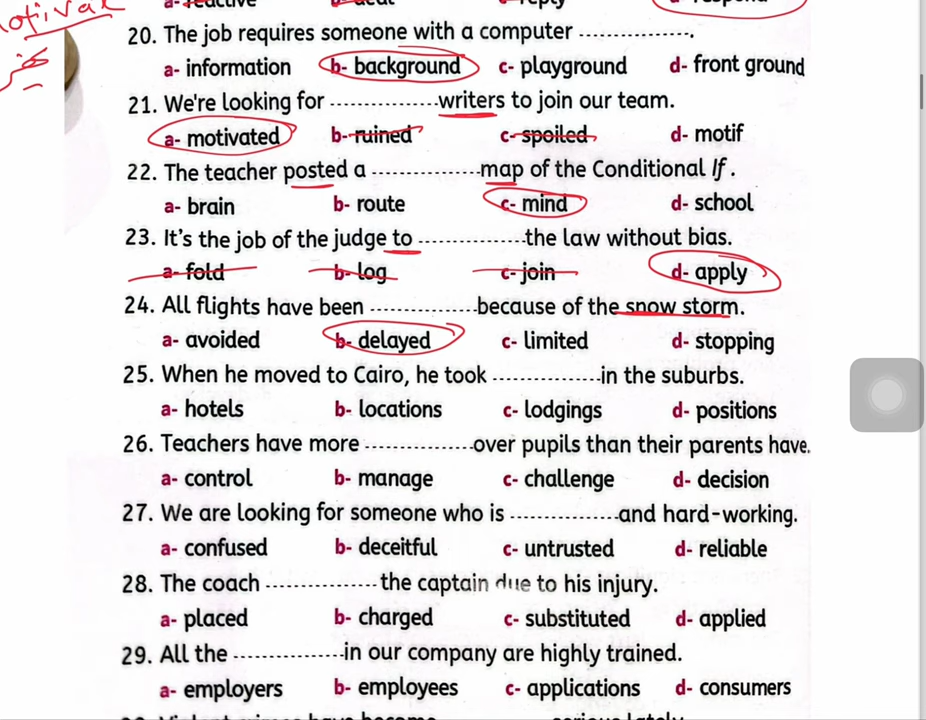 a- reactive b- deal c- reply d- respond
20. The job requires someone with a computer ................
a- information b- background c- playground d- front ground
21. We're looking for ................writers to join our team.
a- motivated b- ruined c- spoiled d- motif
22. The teacher posted a ................map of the Conditional If .
a- brain b- route c- mind d- school
23. It's the job of the judge to ................the law without bias.
a- fold b- log c- join d- apply
24. All flights have been ................because of the snow storm.
a- avoided b- delayed c- limited d- stopping
25. When he moved to Cairo, he took ................in the suburbs.
a- hotels b- locations c- lodgings d- positions
26. Teachers have more ................over pupils than their parents have.
a- control b- manage c- challenge d- decision
27. We are looking for someone who is ................and hard-working.
a- confused b- deceitful c- untrusted d- reliable
28. The coach ................ the captain due to his injury.
a- placed b- charged c- substituted d- applied
29. All the ................in our company are highly trained.
a- employers b- employees c- applications d- consumers